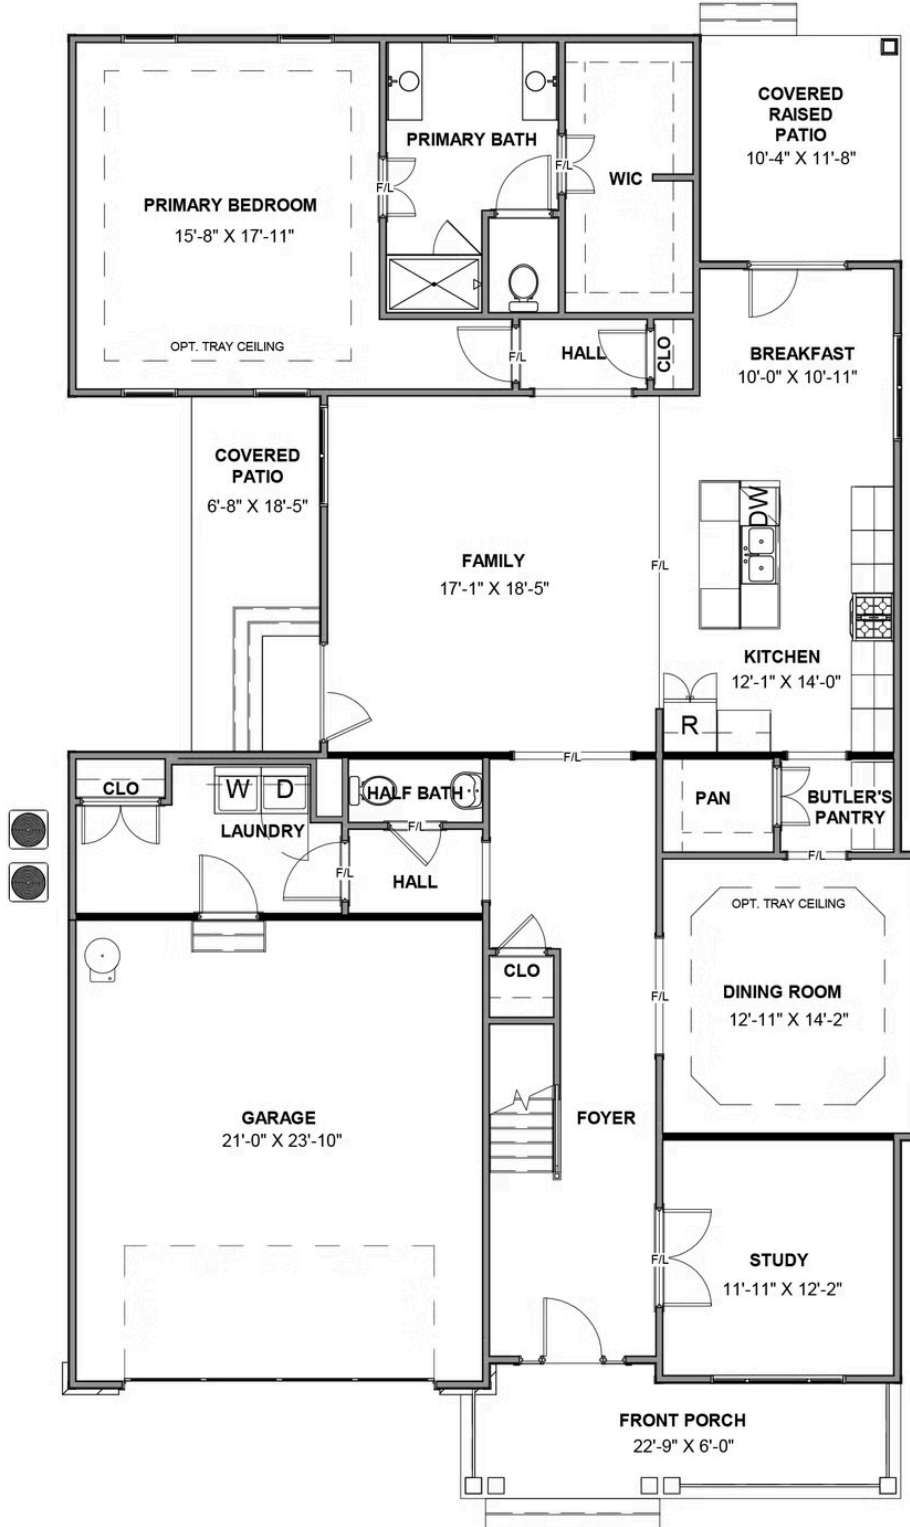 COVERED
RAISED
PATIO
10'-4" X 11'-8"
PRIMARY BATH
F/L
WIC
F/L
PRIMARY BEDROOM
15'-8" X 17'-11"
OPT. TRAY CEILING
F/L
HALL
CLO
BREAKFAST
10'-0" X 10'-11"
COVERED
PATIO
6'-8" X 18'-5"
DW
FAMILY
17'-1" X 18'-5"
F/L
KITCHEN
12'-1" X 14'-0"
R
F/L
CLO
W
D
HALF BATH
PAN
BUTLER'S
PANTRY
LAUNDRY
F/L
F/L
F/L
HALL
OPT. TRAY CEILING
CLO
DINING ROOM
12'-11" X 14'-2"
F/L
GARAGE
21'-0" X 23'-10"
FOYER
STUDY
11'-11" X 12'-2"
F/L
FRONT PORCH
22'-9" X 6'-0"